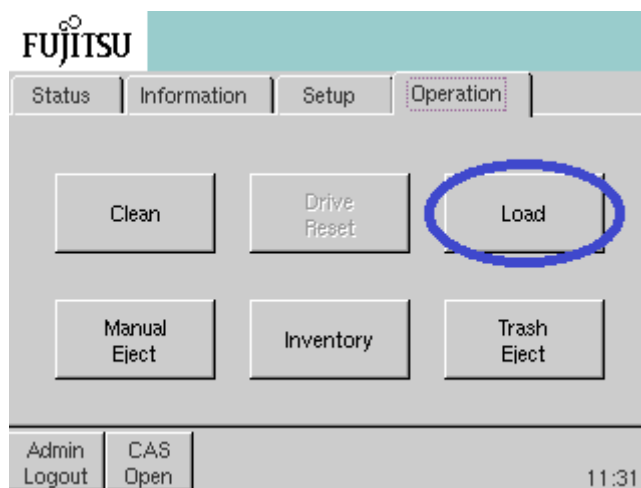 FUJITSU
Status Information Setup Operation
Clean
Drive
Reset
Load
Manual
Eject
Inventory
Trash
Eject
Admin
Logout
CAS
Open
11:31